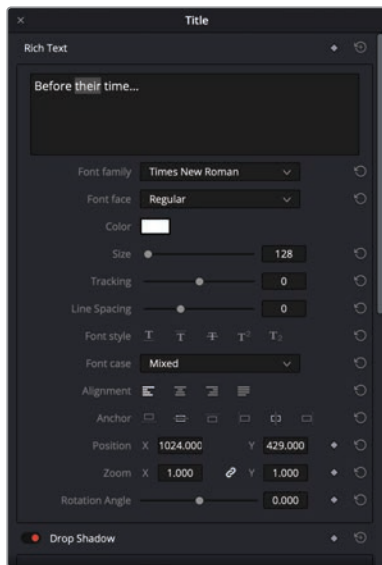 × Title
Rich Text
Before their time...
Font family Times New Roman
Font face Regular
Color
Size 128
Tracking 0
Line Spacing 0
Font style T T T T² T₂
Font case Mixed
Alignment
Anchor
Position X 1024.000 Y 429.000
Zoom X 1.000 Y 1.000
Rotation Angle 0.000
Drop Shadow